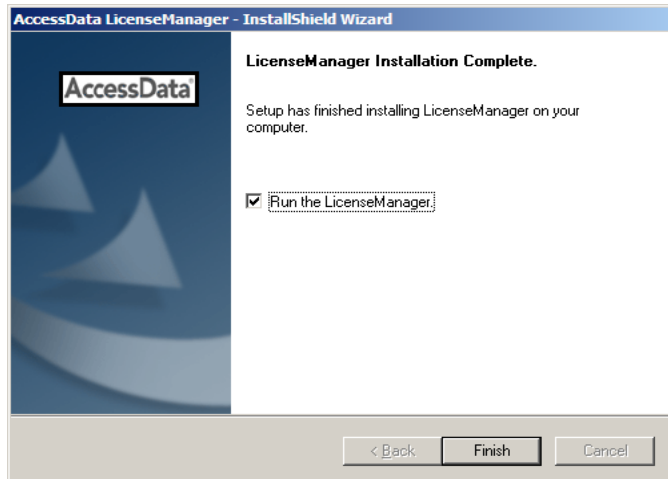 AccessData LicenseManager - InstallShield Wizard
AccessData
LicenseManager Installation Complete.
Setup has finished installing LicenseManager on your
computer.
Run the LicenseManager.
< Back
Finish
Cancel